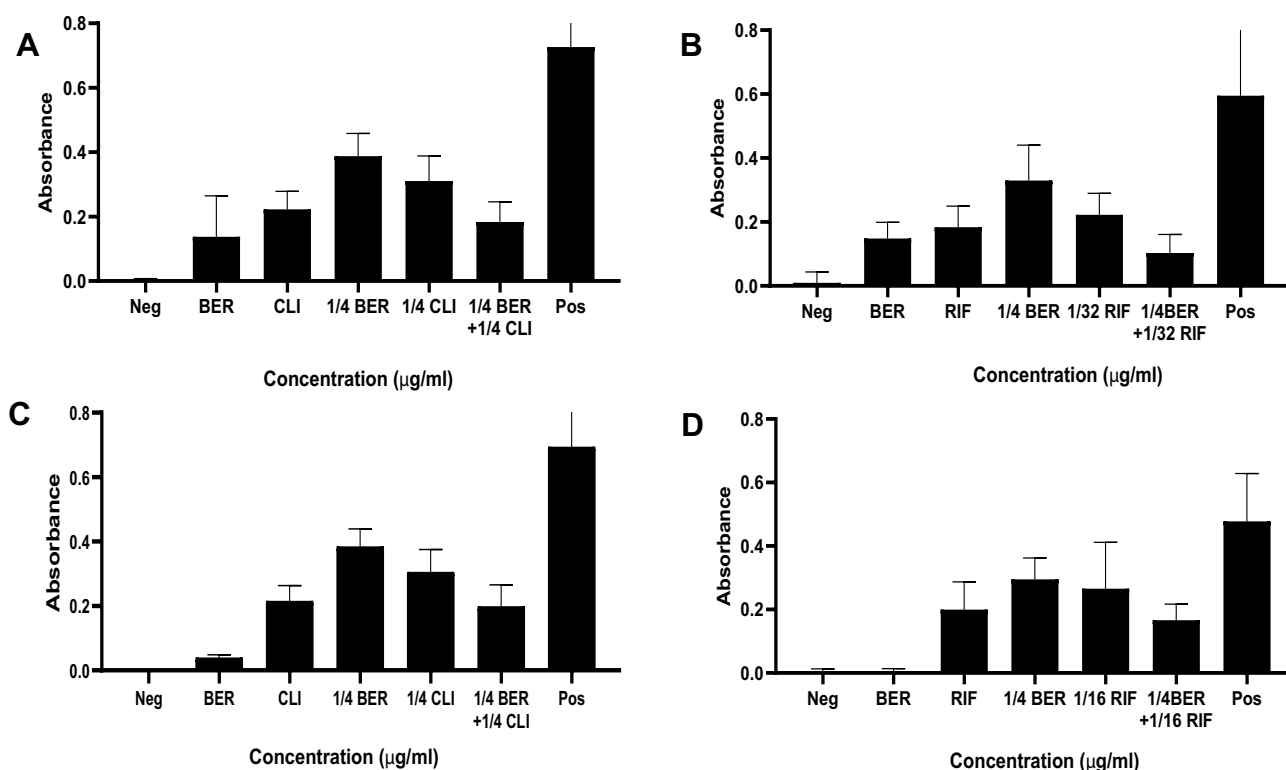 A
Absorbance
0.8
0.6
0.4
0.2
0.0
Neg BER CLI 1/4 BER 1/4 CLI 1/4 BER Pos
+1/4 CLI
Concentration (μg/ml)
B
Absorbance
0.8
0.6
0.4
0.2
0.0
Neg BER RIF 1/4 BER 1/32 RIF 1/4BER Pos
+1/32 RIF
Concentration (μg/ml)
C
Absorbance
0.8
0.6
0.4
0.2
0.0
Neg BER CLI 1/4 BER 1/4 CLI 1/4 BER Pos
+1/4 CLI
Concentration (μg/ml)
D
Absorbance
0.8
0.6
0.4
0.2
0.0
Neg BER RIF 1/4 BER 1/16 RIF 1/4BER Pos
+1/16 RIF
Concentration (μg/ml)